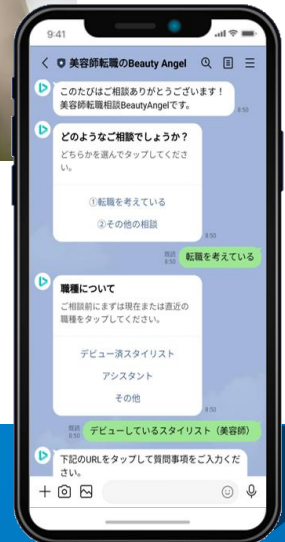 9:41
美容師転職のBeauty Angel
このたびはご相談ありがとうございます!
美容師転職相談BeautyAngelです。
8:50
どのようなご相談でしょうか?
どちらかを選んでタップしてくださ
い。
①転職を考えている
②その他の相談
8:50
既読
8:50
転職を考えている
職種について
ご相談前にまずは現在または直近の
職種をタップしてください。
デビュー済スタイリスト
アシスタント
その他
8:50
既読
8:50
デビューしているスタイリスト(美容師)
下記のURLをタップして質問事項をご入力くだ
さい。